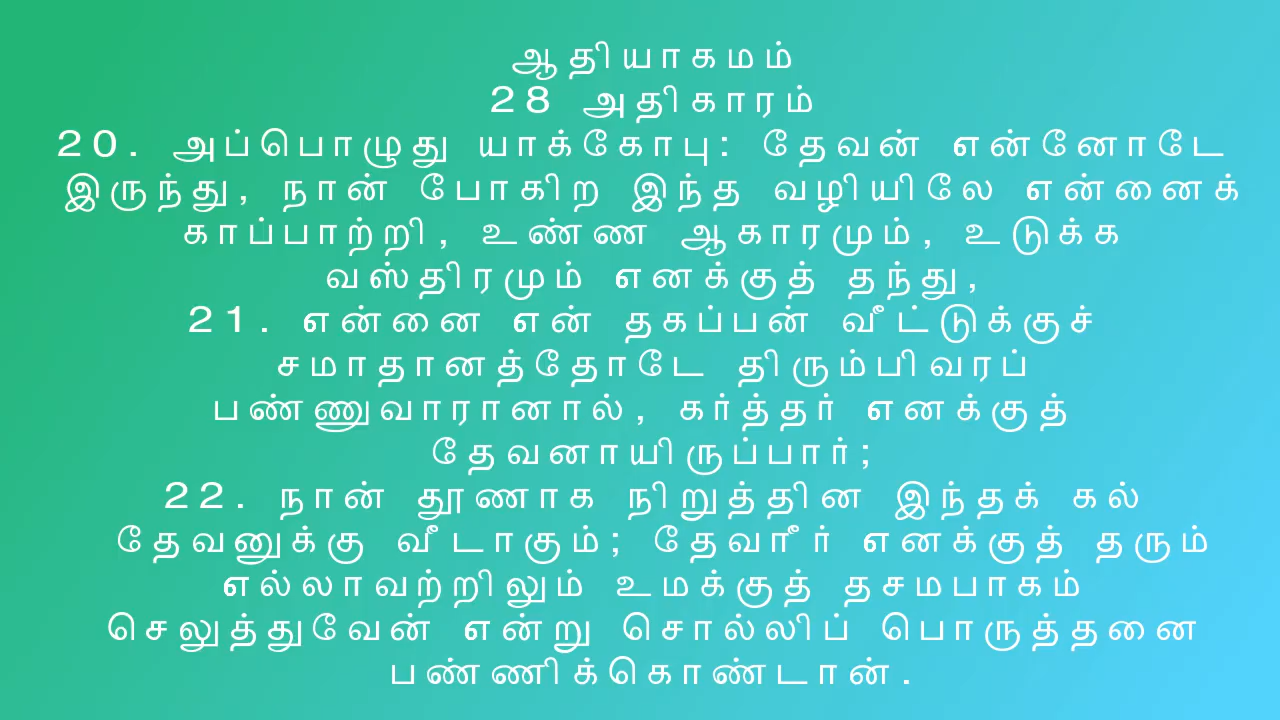 ஆதியாகமம்
28 அதிகாரம்
20. அப்பொழுது யாக்கோபு: தேவன் என்னோடே
இருந்து, நான் போகிற இந்த வழியிலே என்னைக்
காப்பாற்றி, உண்ண ஆகாரமும், உடுக்க
வஸ்திரமும் எனக்குத் தந்து,
21. என்னை என் தகப்பன் வீட்டுக்குச்
சமாதானத்தோடே திரும்பிவரப்
பண்ணுவாரானால், கர்த்தர் எனக்குத்
தேவனாயிருப்பார்;
22. நான் தூணாக நிறுத்தின இந்தக் கல்
தேவனுக்கு வீடாகும்; தேவரீர் எனக்குத் தரும்
எல்லாவற்றிலும் உமக்குத் தசமபாகம்
செலுத்துவேன் என்று சொல்லிப் பொருத்தனை
பண்ணிக்கொண்டான்.